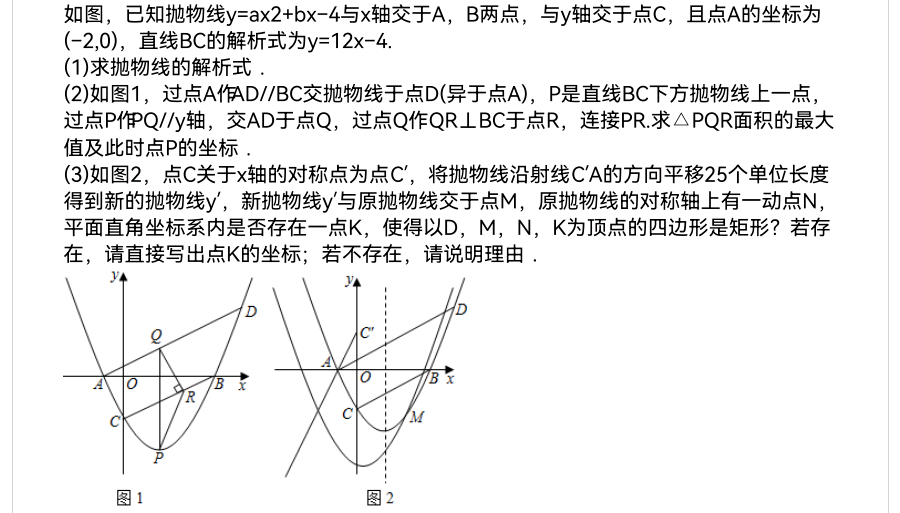 如图，已知抛物线y=ax2+bx−4与x轴交于A，B两点，与y轴交于点C，且点A的坐标为
(−2,0)，直线BC的解析式为y=12x−4.
(1)求抛物线的解析式．
(2)如图1，过点A作AD//BC交抛物线于点D(异于点A)，P是直线BC下方抛物线上一点，
过点P作PQ//y轴，交AD于点Q，过点Q作QR⊥BC于点R，连接PR.求△PQR面积的最大
值及此时点P的坐标．
(3)如图2，点C关于x轴的对称点为点C′，将抛物线沿射线C′A的方向平移25个单位长度
得到新的抛物线y′，新抛物线y′与原抛物线交于点M，原抛物线的对称轴上有一动点N，
平面直角坐标系内是否存在一点K，使得以D，M，N，K为顶点的四边形是矩形？若存
在，请直接写出点K的坐标；若不存在，请说明理由．
y
D
Q
A
O
B
x
R
C
P
图1
y
D
C′
A
O
B
x
C
M
图2